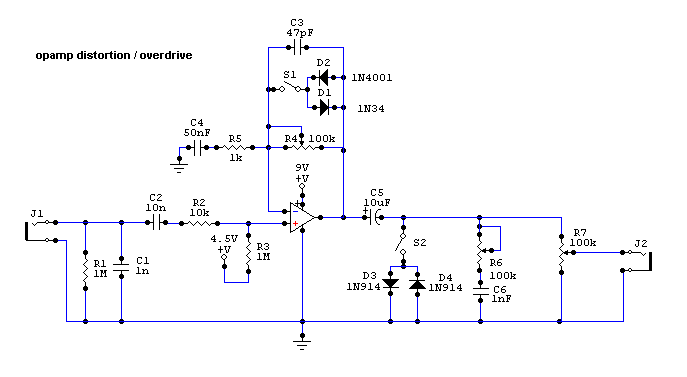 C3
47pF
opamp distortion / overdrive
D2
S1
1N4001
D1
1N34
C4
50nF
R5
1k
R4
100k
9V
+V
C2
10n
R2
10k
C5
+
10uF
J1
4.5V
+V
R3
1M
S2
R7
100k
J2
R1
1M
C1
1n
R6
100k
D3
1N914
D4
1N914
C6
1nF